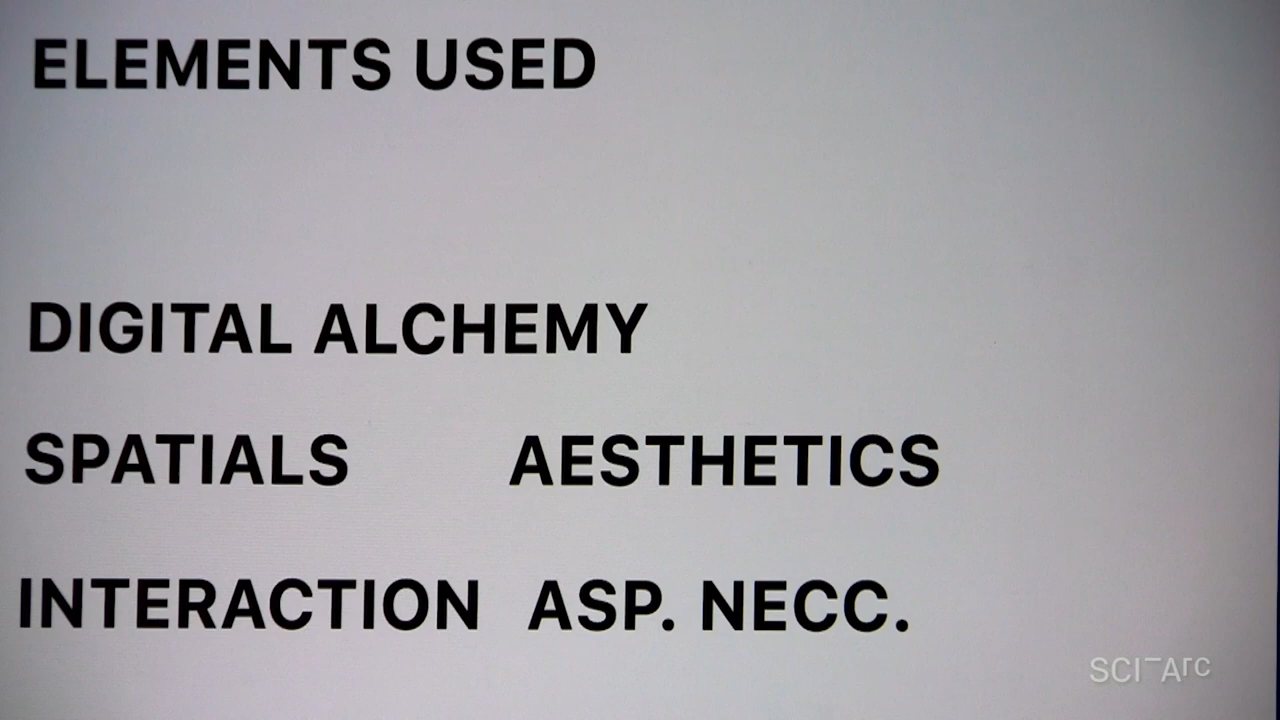 ELEMENTS USED
DIGITAL ALCHEMY
SPATIALS AESTHETICS
INTERACTION ASP. NECC.
SCI-Arc